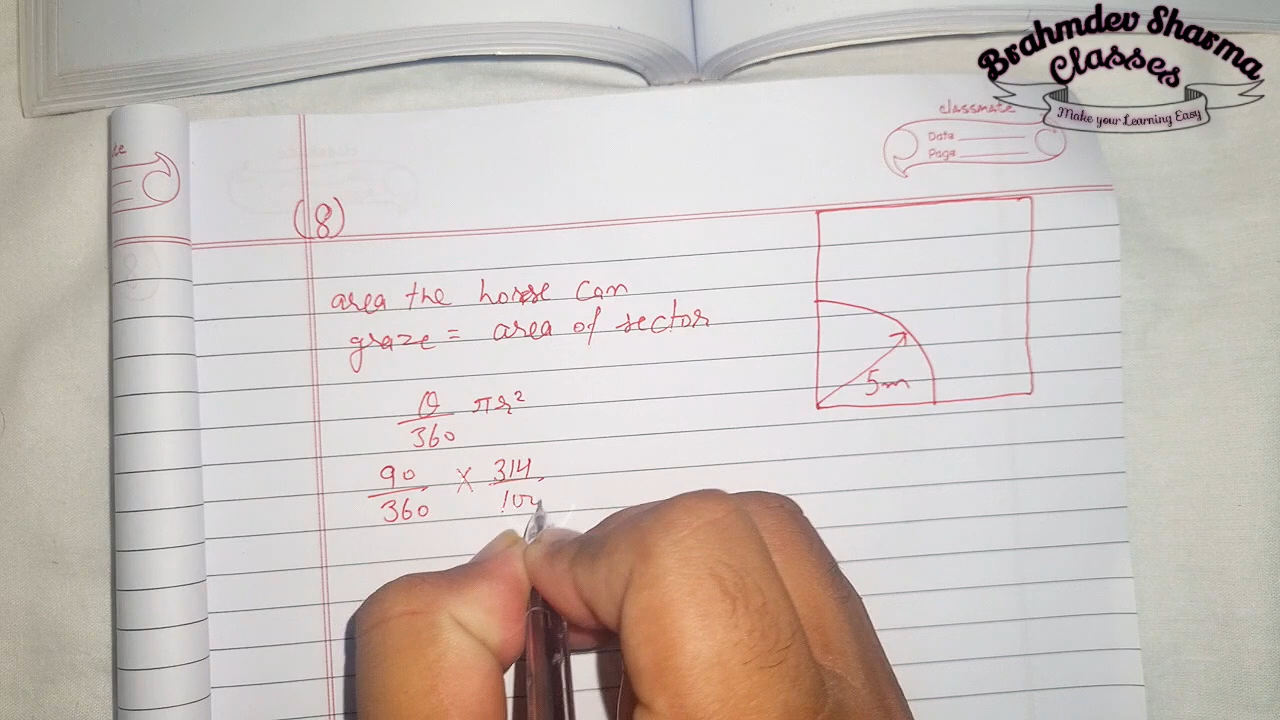 Brahmdev Sharma
Classes
Make your Learning Easy
classmate
Date
Page
(8)
area the horse can
graze = area of sector
θ/360 πr²
90/360 × 314/100
5m